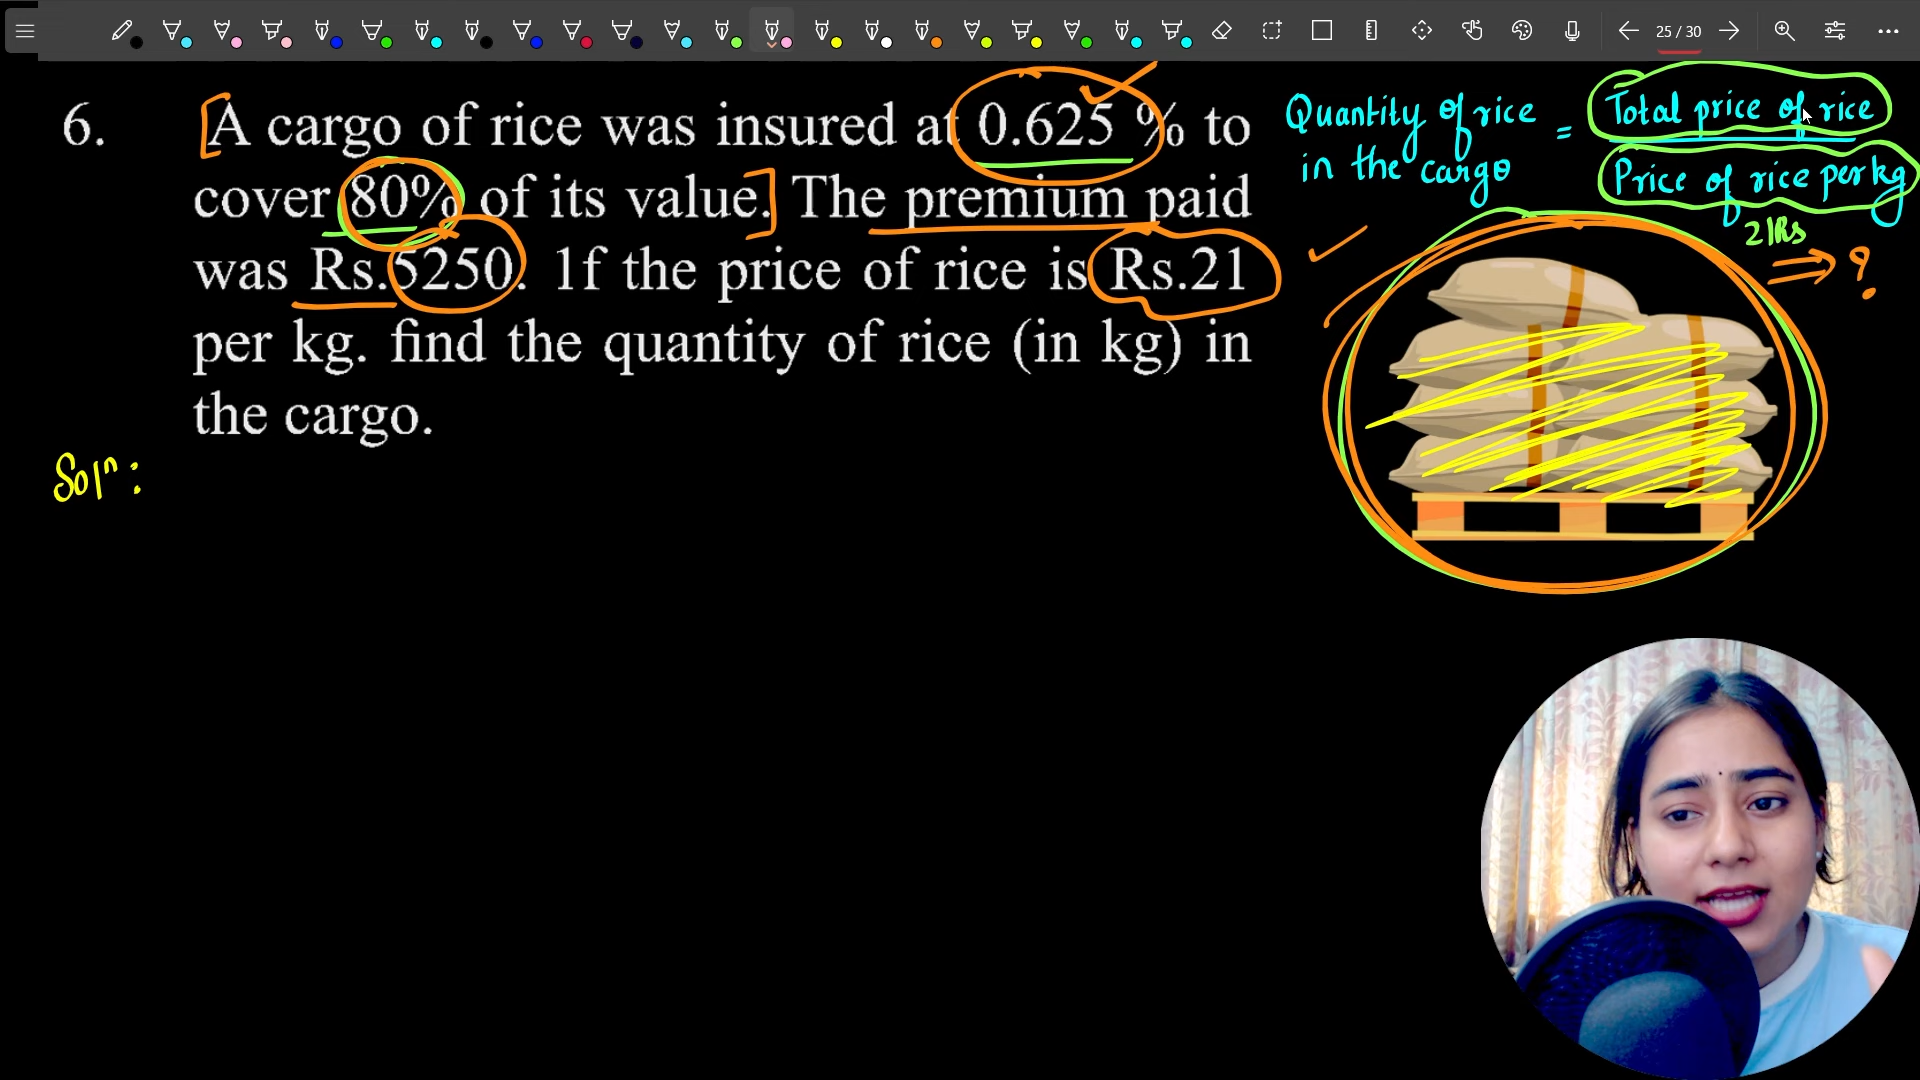 25 / 30
6. A cargo of rice was insured at 0.625 % to
cover 80% of its value. The premium paid
was Rs.5250. 1f the price of rice is Rs.21
per kg. find the quantity of rice (in kg) in
the cargo.
Quantity of rice
in the cargo
=
Total price of rice
Price of rice per kg
21Rs
?
Solⁿ: